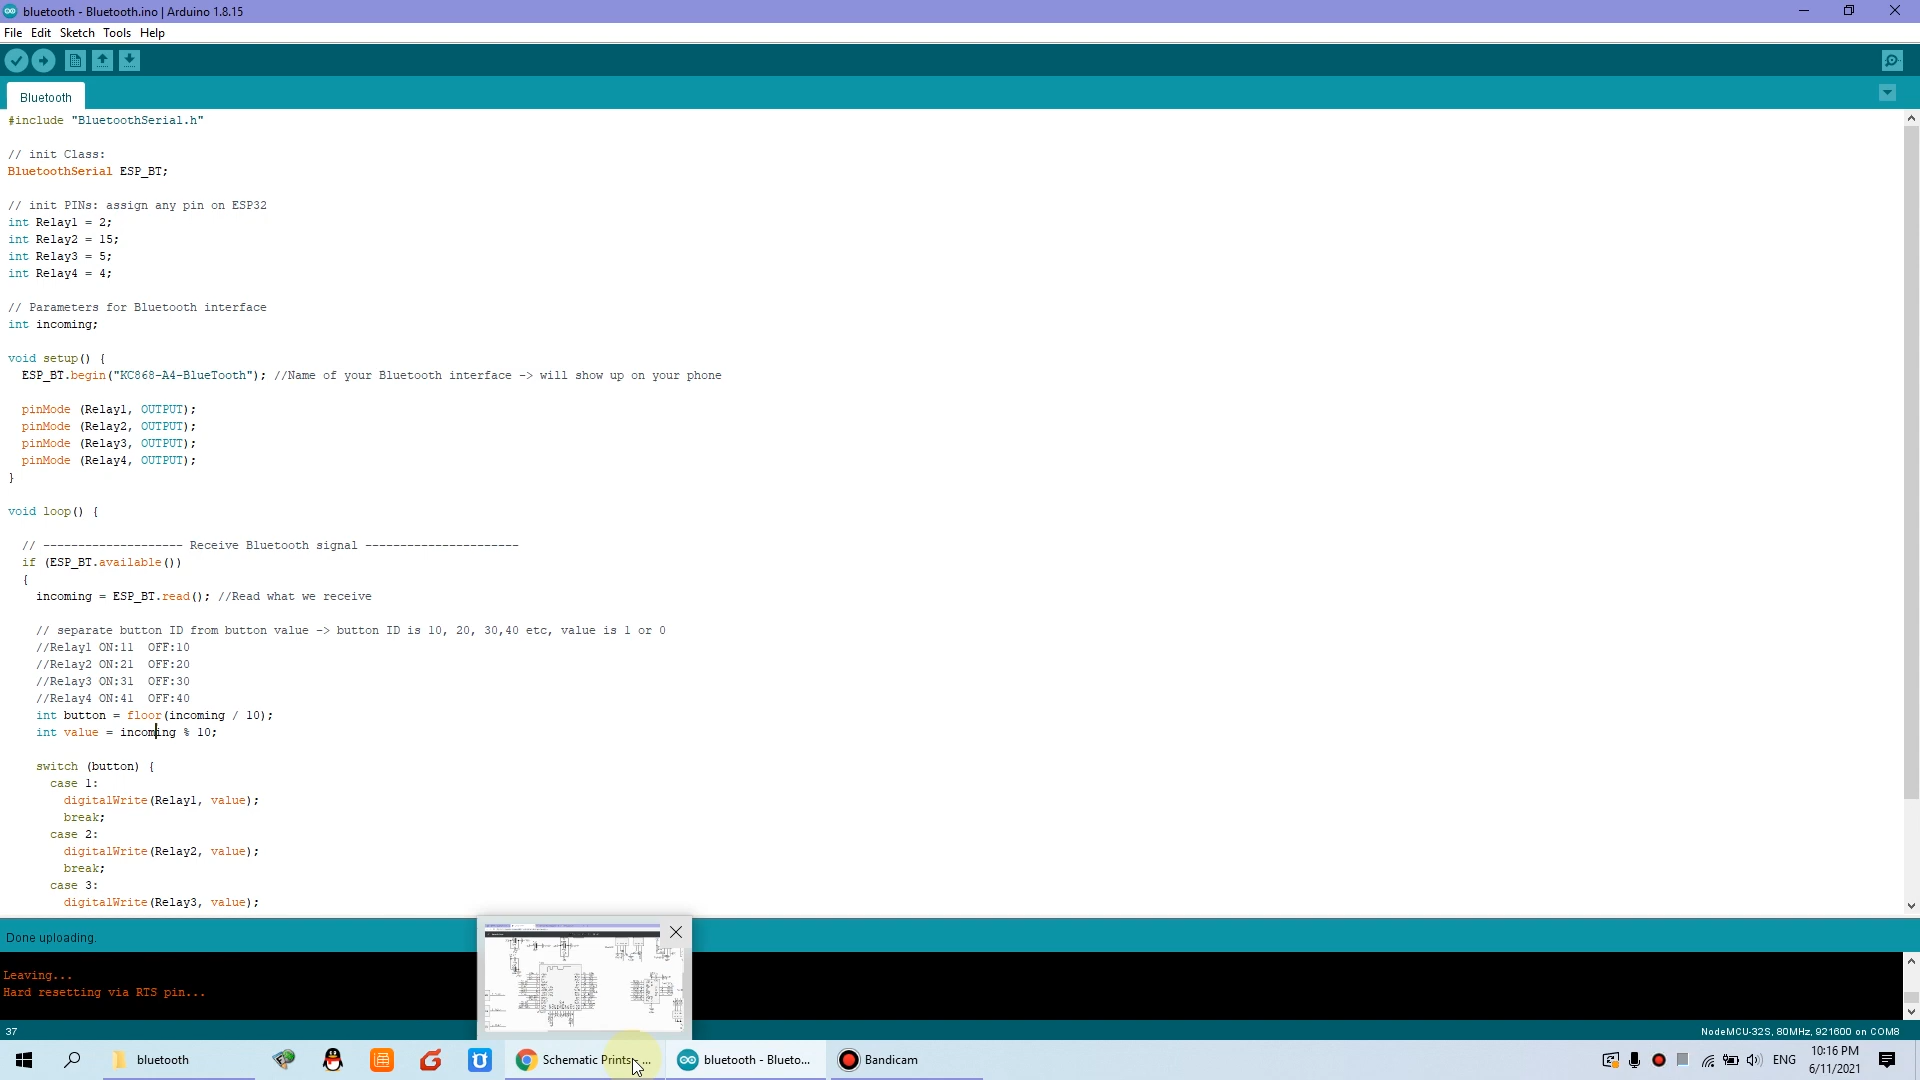 bluetooth - Bluetooth.ino | Arduino 1.8.15
File Edit Sketch Tools Help
Bluetooth
#include "BluetoothSerial.h"
// init Class:
BluetoothSerial ESP_BT;
// init PINs: assign any pin on ESP32
int Relay1 = 2;
int Relay2 = 15;
int Relay3 = 5;
int Relay4 = 4;
// Parameters for Bluetooth interface
int incoming;
void setup() {
ESP_BT.begin("KC868-A4-BlueTooth"); //Name of your Bluetooth interface -> will show up on your phone
pinMode (Relay1, OUTPUT);
pinMode (Relay2, OUTPUT);
pinMode (Relay3, OUTPUT);
pinMode (Relay4, OUTPUT);
}
void loop() {
// -------------------- Receive Bluetooth signal ----------------------
if (ESP_BT.available())
{
incoming = ESP_BT.read(); //Read what we receive
// separate button ID from button value -> button ID is 10, 20, 30,40 etc, value is 1 or 0
//Relay1 ON:11  OFF:10
//Relay2 ON:21  OFF:20
//Relay3 ON:31  OFF:30
//Relay4 ON:41  OFF:40
int button = floor(incoming / 10);
int value = incoming % 10;
switch (button) {
case 1:
digitalWrite(Relay1, value);
break;
case 2:
digitalWrite(Relay2, value);
break;
case 3:
digitalWrite(Relay3, value);
Done uploading.
Leaving...
Hard resetting via RTS pin...
37
NodeMCU-32S, 80MHz, 921600 on COM8
bluetooth
Schematic Prints-...
bluetooth - Blueto...
Bandicam
ENG
10:16 PM
6/11/2021